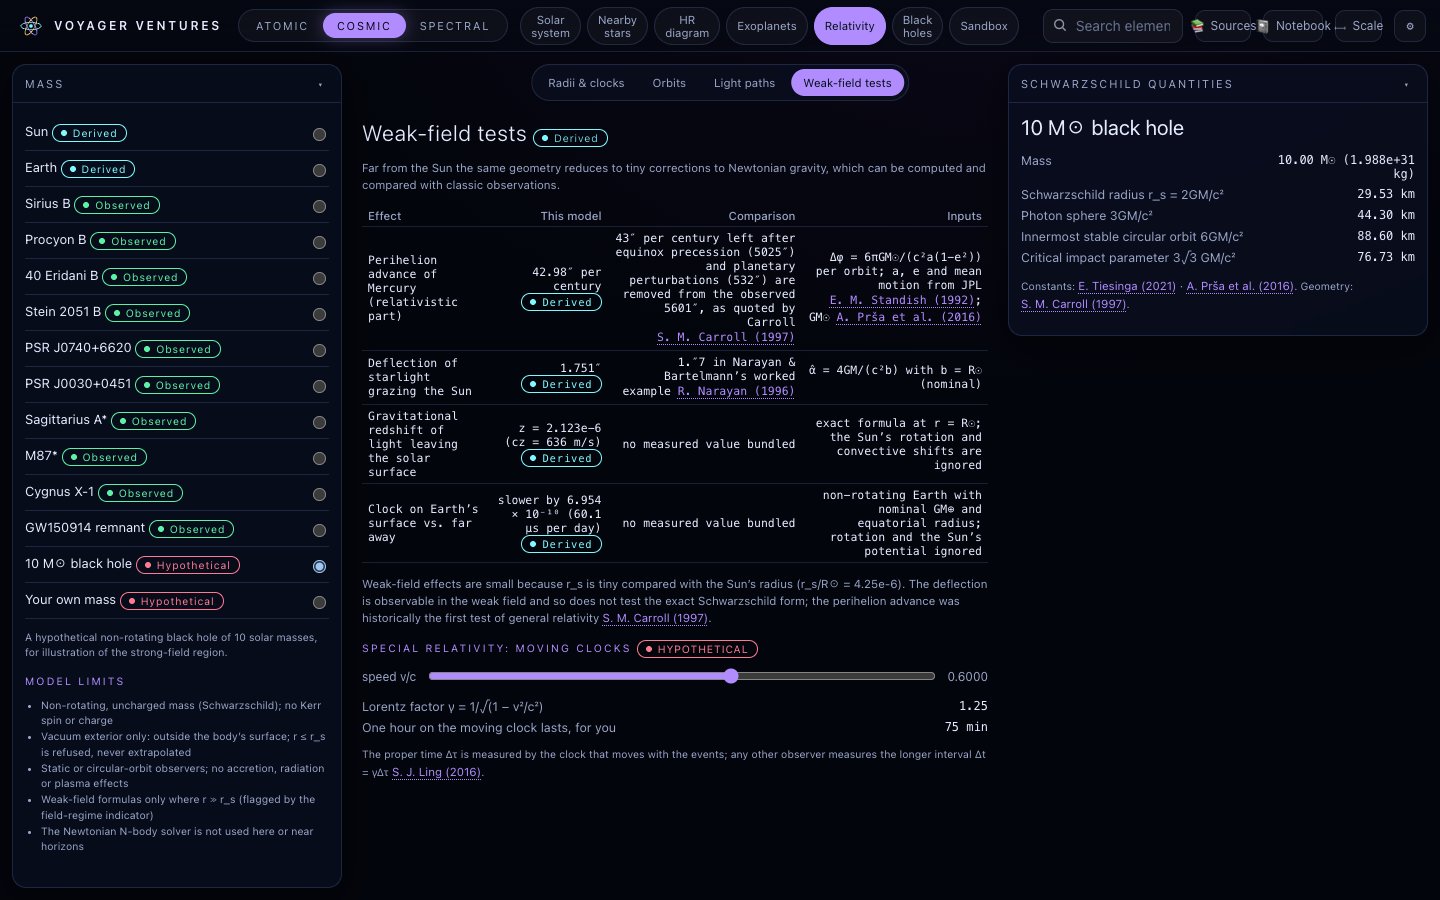 VOYAGER VENTURES
ATOMIC
COSMIC
SPECTRAL
Solar system
Nearby stars
HR diagram
Exoplanets
Relativity
Black holes
Sandbox
Search elemen
Sources
Notebook
Scale
MASS
Sun Derived
Earth Derived
Sirius B Observed
Procyon B Observed
40 Eridani B Observed
Stein 2051 B Observed
PSR J0740+6620 Observed
PSR J0030+0451 Observed
Sagittarius A* Observed
M87* Observed
Cygnus X-1 Observed
GW150914 remnant Observed
10 M☉ black hole Hypothetical
Your own mass Hypothetical
A hypothetical non-rotating black hole of 10 solar masses,
for illustration of the strong-field region.
MODEL LIMITS
• Non-rotating, uncharged mass (Schwarzschild); no Kerr
spin or charge
• Vacuum exterior only: outside the body's surface; r ≤ r_s
is refused, never extrapolated
• Static or circular-orbit observers; no accretion, radiation
or plasma effects
• Weak-field formulas only where r » r_s (flagged by the
field-regime indicator)
• The Newtonian N-body solver is not used here or near
horizons
Radii & clocks
Orbits
Light paths
Weak-field tests
Weak-field tests Derived
Far from the Sun the same geometry reduces to tiny corrections to Newtonian gravity, which can be computed and
compared with classic observations.
Effect
This model
Comparison
Inputs
Perihelion
advance of
Mercury
(relativistic
part)
42.98″ per
century
Derived
43″ per century left after
equinox precession (5025″)
and planetary
perturbations (532″) are
removed from the observed
5601″, as quoted by
Carroll
S. M. Carroll (1997)
Δφ = 6πGM☉/(c²a(1−e²))
per orbit; a, e and mean
motion from JPL
E. M. Standish (1992);
GM☉ A. Prša et al. (2016)
Deflection of
starlight
grazing the Sun
1.751″
Derived
1.″7 in Narayan &
Bartelmann's worked
example R. Narayan (1996)
α̂ = 4GM/(c²b) with b = R☉
(nominal)
Gravitational
redshift of
light leaving
the solar
surface
z = 2.123e−6
(cz = 636 m/s)
Derived
no measured value bundled
exact formula at r = R☉;
the Sun's rotation and
convective shifts are
ignored
Clock on Earth's
surface vs. far
away
slower by 6.954
× 10⁻¹⁰ (60.1
μs per day)
Derived
no measured value bundled
non−rotating Earth with
nominal GM⊕ and
equatorial radius;
rotation and the Sun's
potential ignored
Weak-field effects are small because r_s is tiny compared with the Sun's radius (r_s/R☉ = 4.25e-6). The deflection
is observable in the weak field and so does not test the exact Schwarzschild form; the perihelion advance was
historically the first test of general relativity S. M. Carroll (1997).
SPECIAL RELATIVITY: MOVING CLOCKS HYPOTHETICAL
speed v/c
0.6000
Lorentz factor γ = 1/√(1 − v²/c²)
1.25
One hour on the moving clock lasts, for you
75 min
The proper time Δτ is measured by the clock that moves with the events; any other observer measures the longer interval Δt
= γΔτ S. J. Ling (2016).
SCHWARZSCHILD QUANTITIES
10 M☉ black hole
Mass
10.00 M☉ (1.988e+31
kg)
Schwarzschild radius r_s = 2GM/c²
29.53 km
Photon sphere 3GM/c²
44.30 km
Innermost stable circular orbit 6GM/c²
88.60 km
Critical impact parameter 3√3 GM/c²
76.73 km
Constants: E. Tiesinga (2021) · A. Prša et al. (2016). Geometry:
S. M. Carroll (1997).